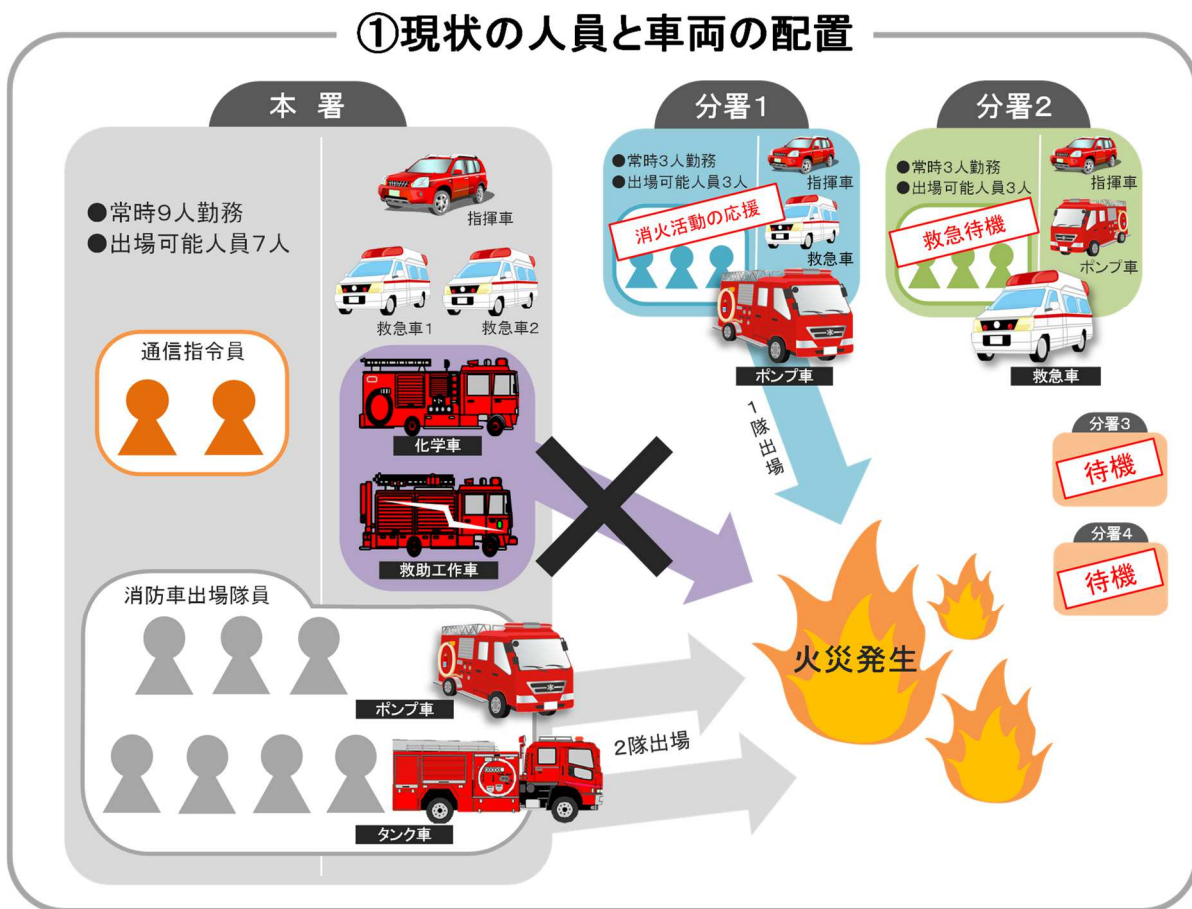 ①現状の人員と車両の配置
本署
●常時9人勤務
●出場可能人員7人
指揮車
救急車1
救急車2
通信指令員
化学車
救助工作車
消防車出場隊員
ポンプ車
タンク車
2隊出場
分署1
●常時3人勤務
●出場可能人員3人
消火活動の応援
指揮車
救急車
ポンプ車
1隊出場
分署2
●常時3人勤務
●出場可能人員3人
救急待機
指揮車
ポンプ車
救急車
分署3
待機
分署4
待機
火災発生